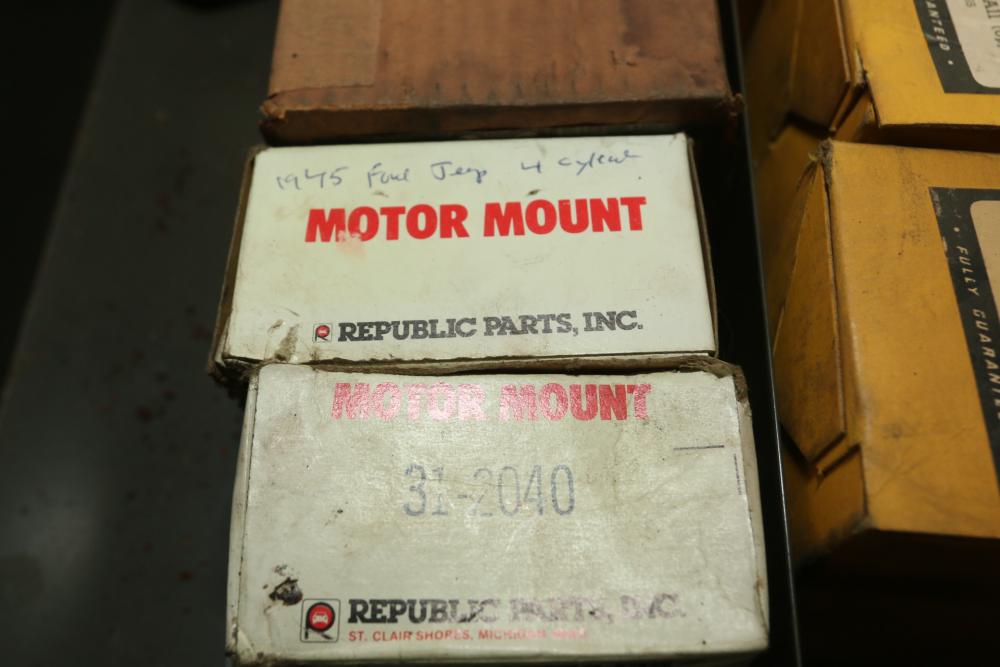 1945 Ford Jeep 4 cylinder
MOTOR MOUNT
REPUBLIC PARTS, INC.
MOTOR MOUNT
31-2040
REPUBLIC PARTS, INC.
ST. CLAIR SHORES, MICHIGAN
FULLY GUARANT